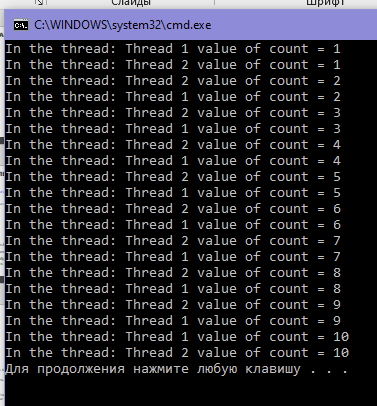 Слайды Шрифт
C:\WINDOWS\system32\cmd.exe
In the thread: Thread 1 value of count = 1
In the thread: Thread 2 value of count = 1
In the thread: Thread 2 value of count = 2
In the thread: Thread 1 value of count = 2
In the thread: Thread 2 value of count = 3
In the thread: Thread 1 value of count = 3
In the thread: Thread 2 value of count = 4
In the thread: Thread 1 value of count = 4
In the thread: Thread 2 value of count = 5
In the thread: Thread 1 value of count = 5
In the thread: Thread 2 value of count = 6
In the thread: Thread 1 value of count = 6
In the thread: Thread 2 value of count = 7
In the thread: Thread 1 value of count = 7
In the thread: Thread 2 value of count = 8
In the thread: Thread 1 value of count = 8
In the thread: Thread 2 value of count = 9
In the thread: Thread 1 value of count = 9
In the thread: Thread 1 value of count = 10
In the thread: Thread 2 value of count = 10
Для продолжения нажмите любую клавишу . . .